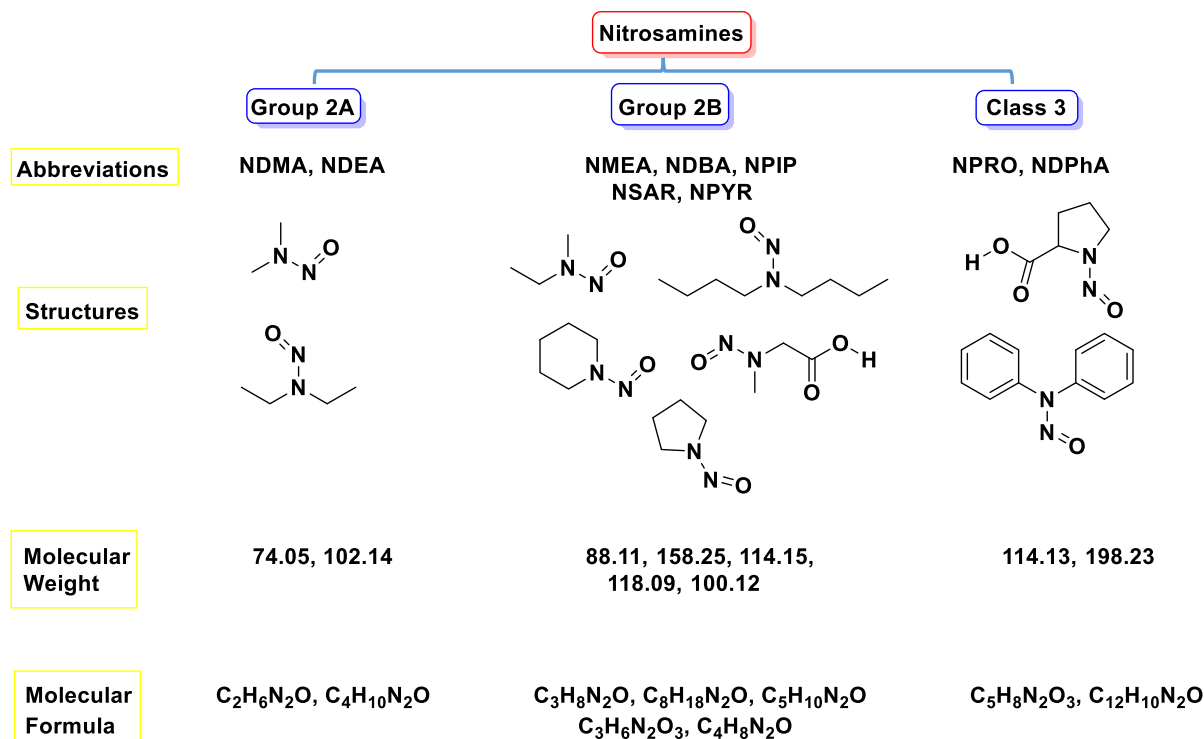 Nitrosamines
Group 2A
Group 2B
Class 3
Abbreviations
NDMA, NDEA
NMEA, NDBA, NPIP
NSAR, NPYR
NPRO, NDPhA
Structures
N
N
O
O
N
N
N
N
O
O
N
N
N
N
O
O
N
N
O
H
O
N
O
N
H
O
O
N
N
O
N
N
O
Molecular
Weight
74.05, 102.14
88.11, 158.25, 114.15,
118.09, 100.12
114.13, 198.23
Molecular
Formula
C₂H₆N₂O, C₄H₁₀N₂O
C₃H₈N₂O, C₈H₁₈N₂O, C₅H₁₀N₂O
C₃H₆N₂O₃, C₄H₈N₂O
C₅H₈N₂O₃, C₁₂H₁₀N₂O